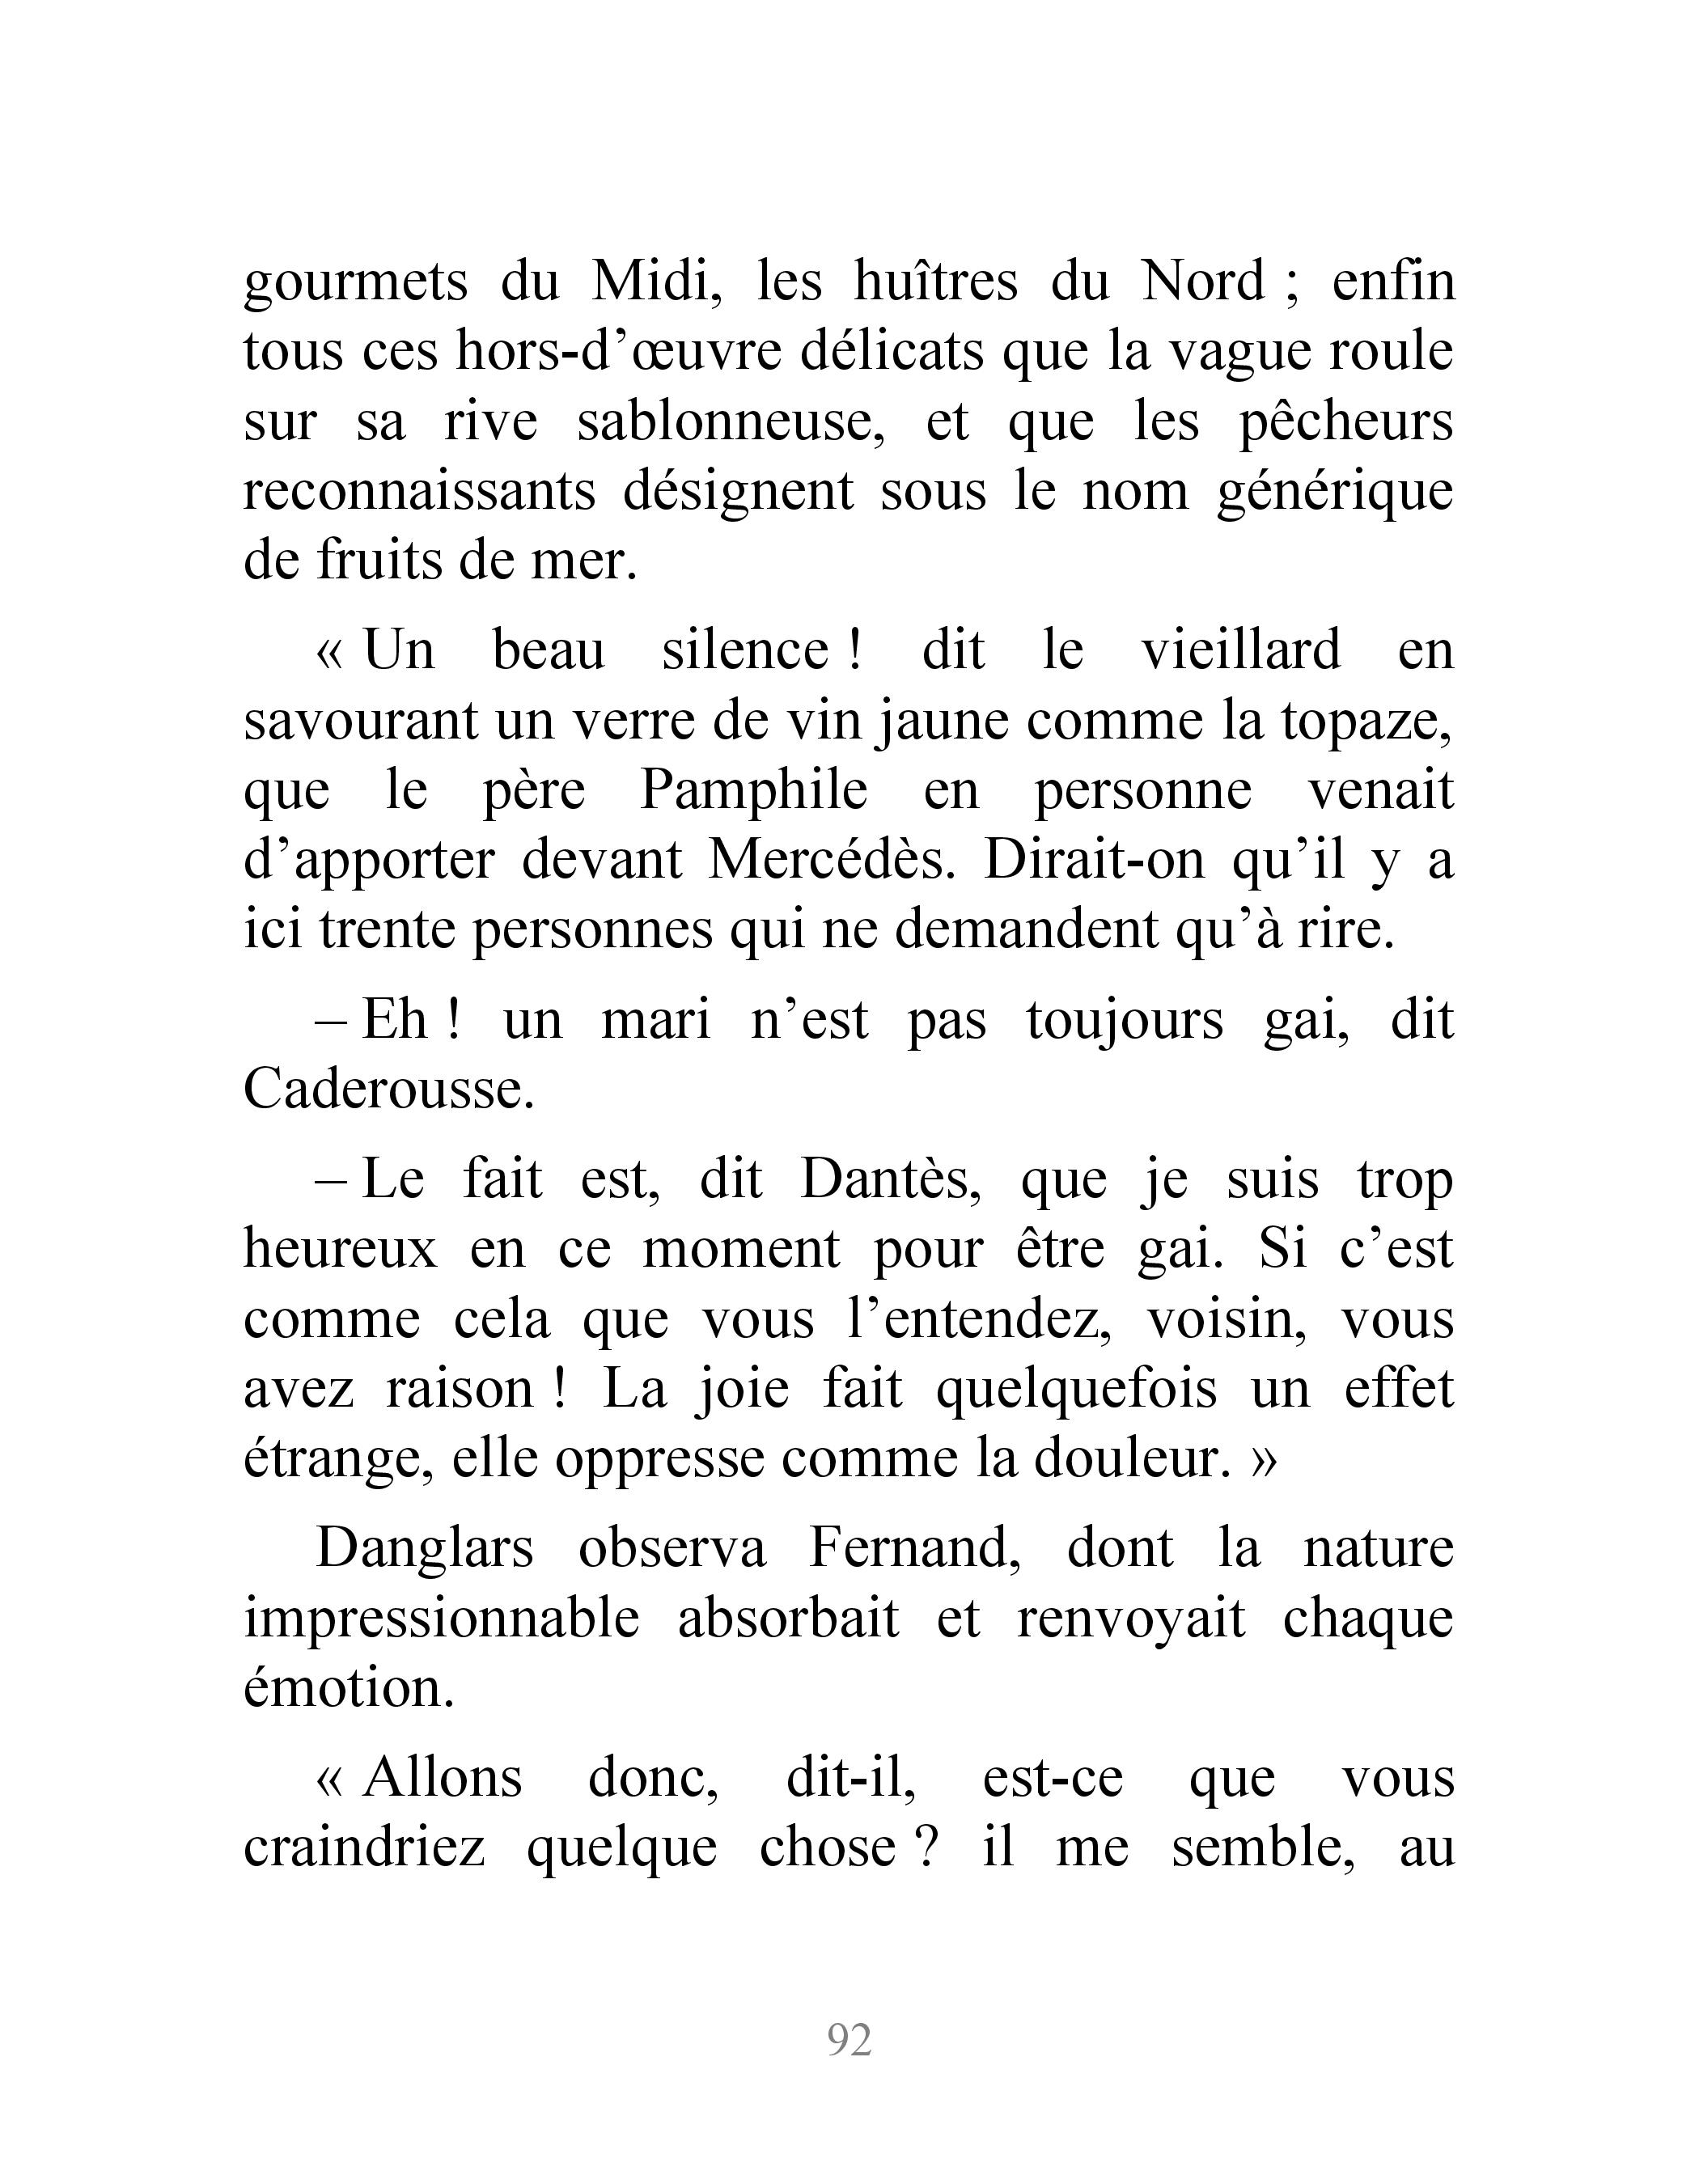 gourmets du Midi, les huîtres du Nord ; enfin
tous ces hors-d’œuvre délicats que la vague roule
sur sa rive sablonneuse, et que les pêcheurs
reconnaissants désignent sous le nom générique
de fruits de mer.
« Un beau silence ! dit le vieillard en
savourant un verre de vin jaune comme la topaze,
que le père Pamphile en personne venait
d’apporter devant Mercédès. Dirait-on qu’il y a
ici trente personnes qui ne demandent qu’à rire.
– Eh ! un mari n’est pas toujours gai, dit
Caderousse.
– Le fait est, dit Dantès, que je suis trop
heureux en ce moment pour être gai. Si c’est
comme cela que vous l’entendez, voisin, vous
avez raison ! La joie fait quelquefois un effet
étrange, elle oppresse comme la douleur. »
Danglars observa Fernand, dont la nature
impressionnable absorbait et renvoyait chaque
émotion.
« Allons donc, dit-il, est-ce que vous
craindriez quelque chose ? il me semble, au
92